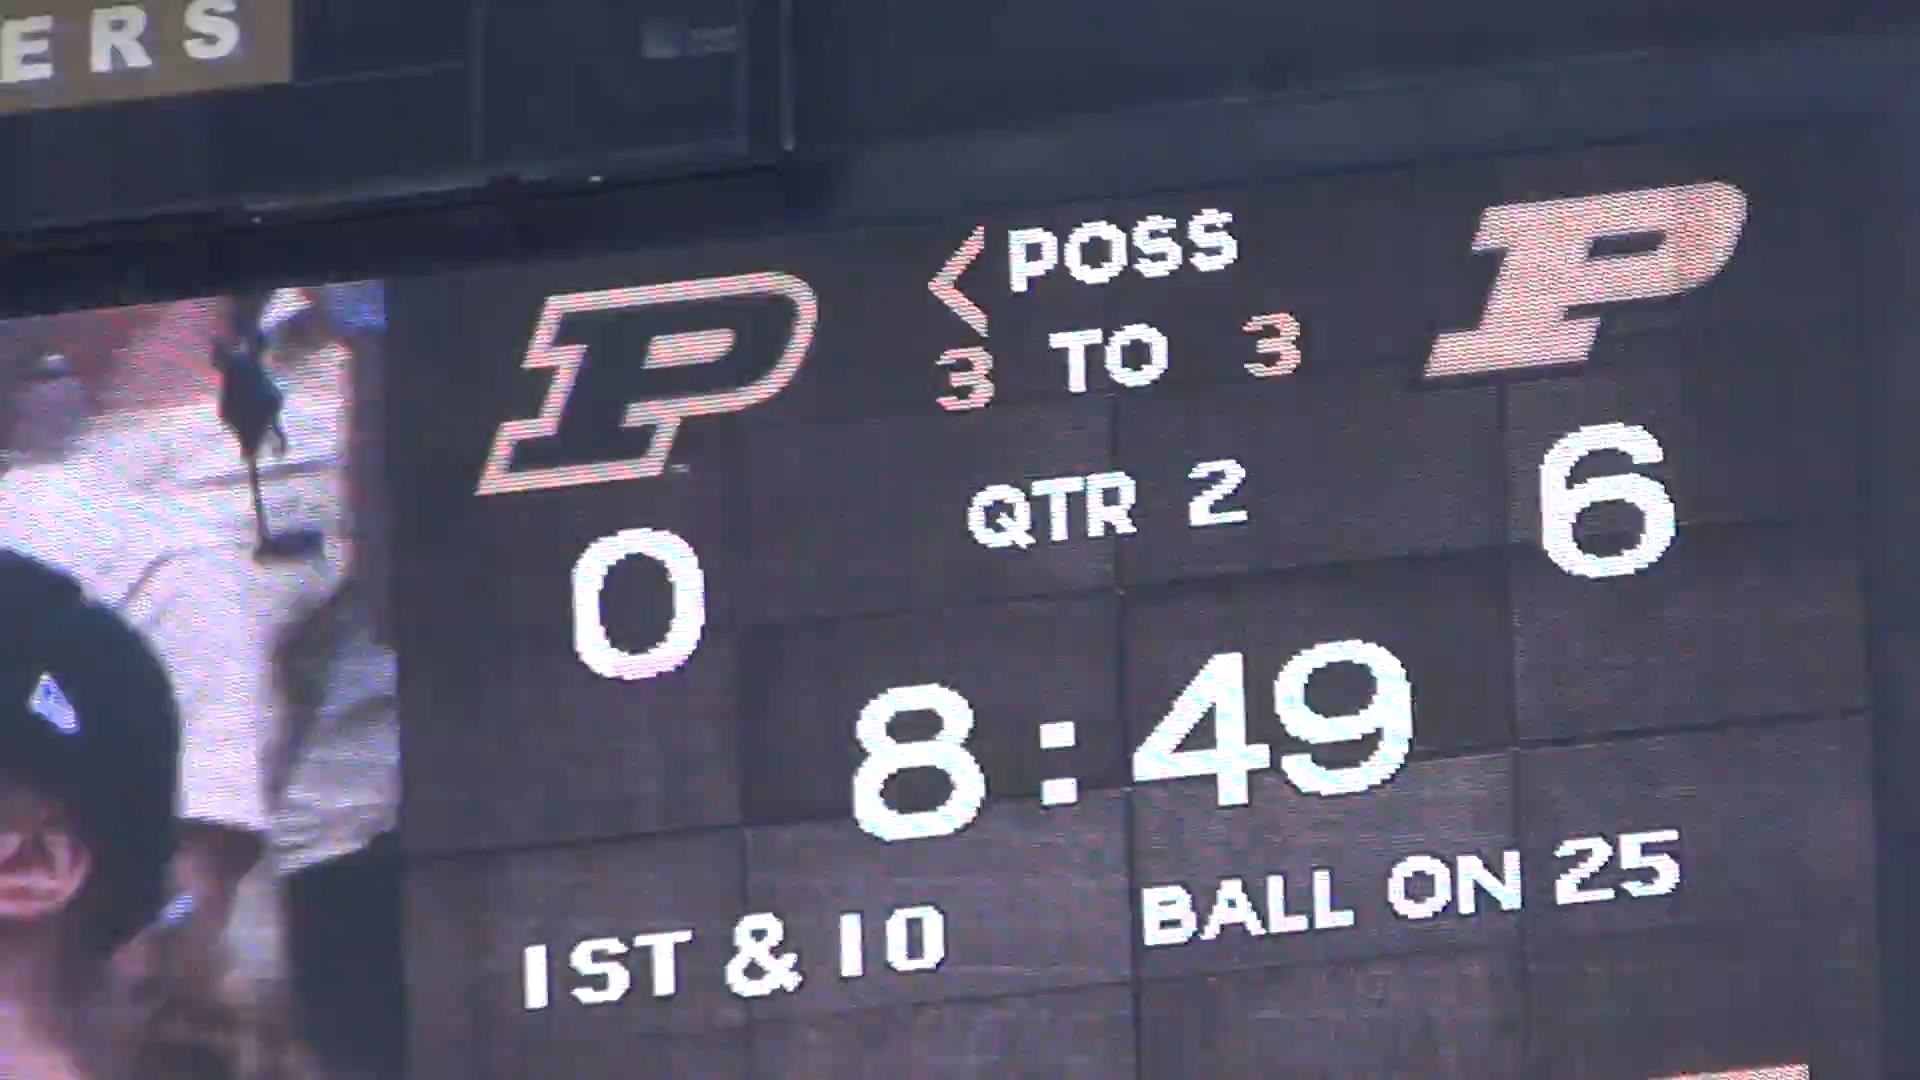 ERS
P < POSS P
3 TO 3
QTR 2
0 6
8:49
1ST & 10 BALL ON 25